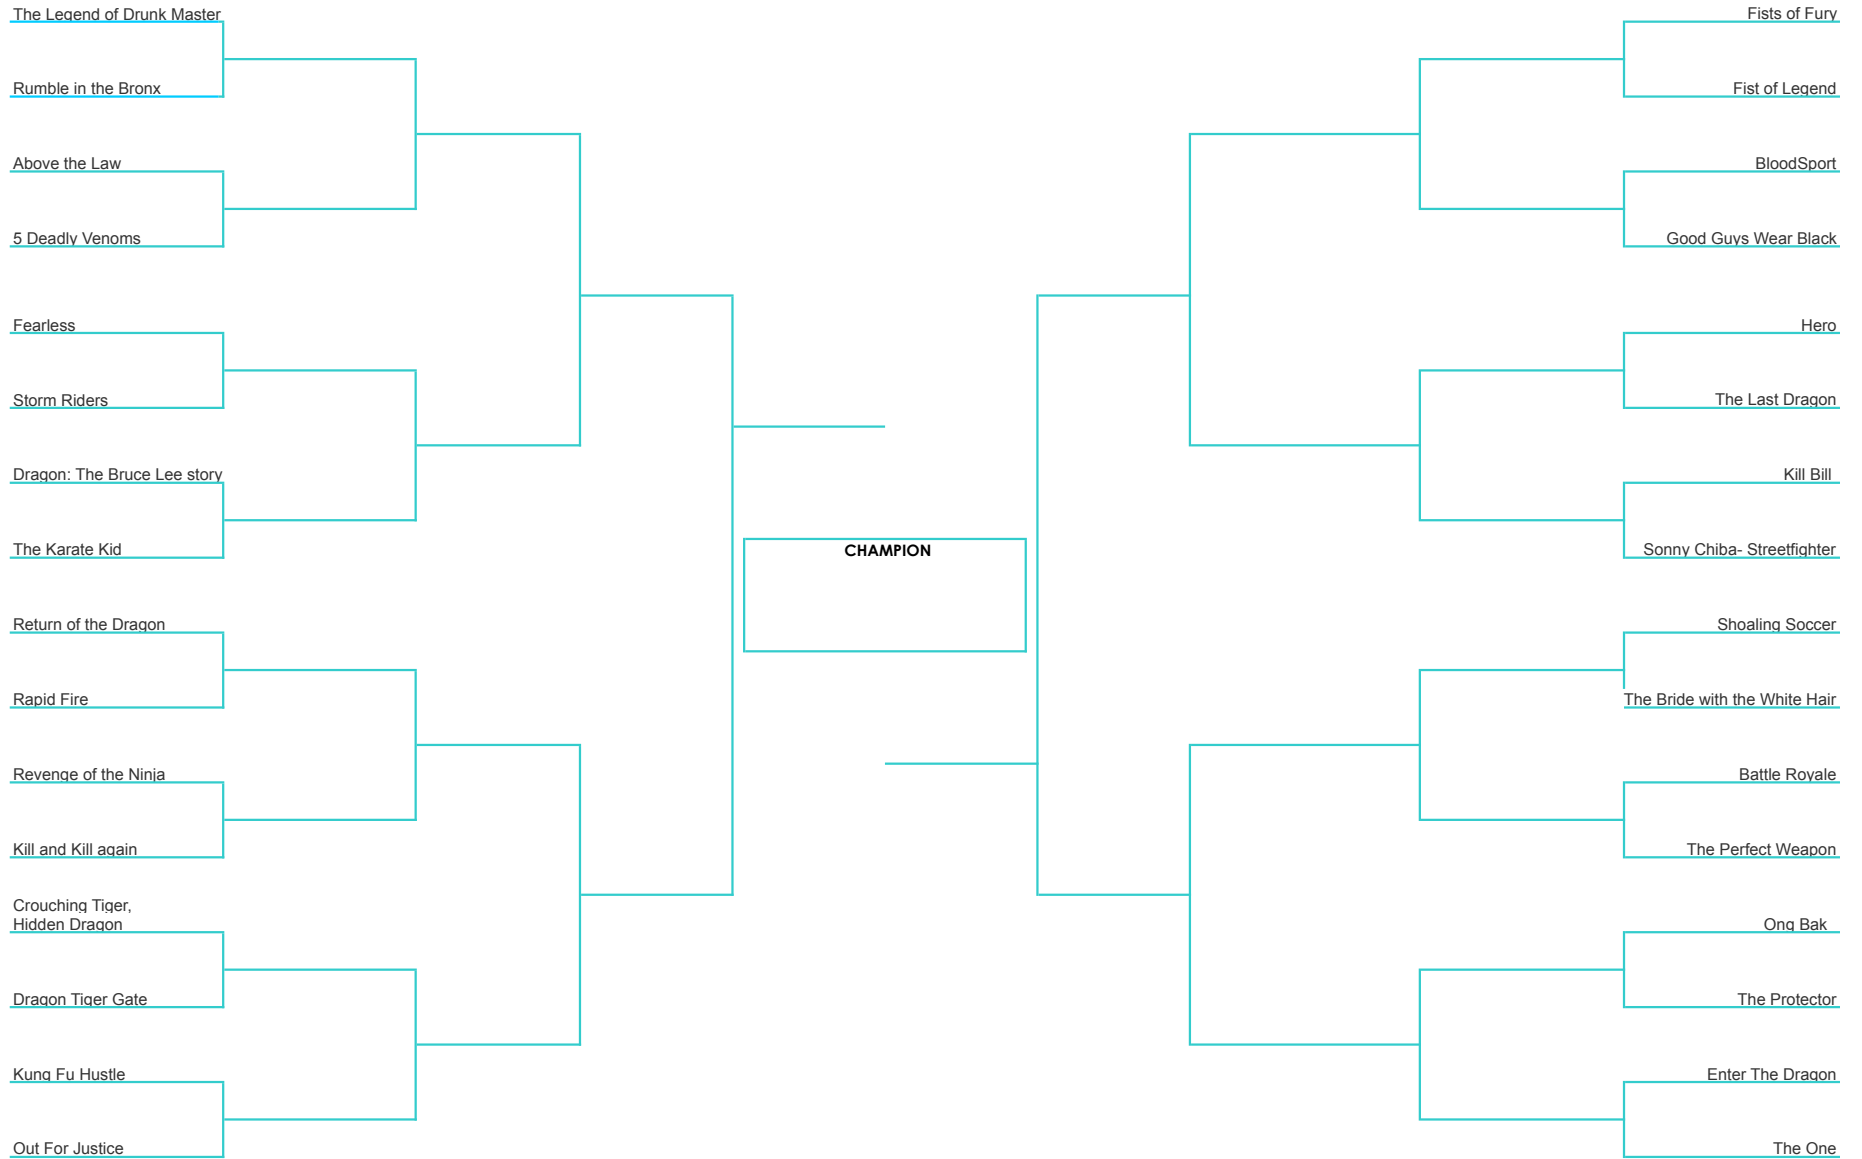 The Legend of Drunk Master
Rumble in the Bronx
Above the Law
5 Deadly Venoms
Fearless
Storm Riders
Dragon: The Bruce Lee story
The Karate Kid
Return of the Dragon
Rapid Fire
Revenge of the Ninja
Kill and Kill again
Crouching Tiger,
Hidden Dragon
Dragon Tiger Gate
Kung Fu Hustle
Out For Justice
CHAMPION
Fists of Fury
Fist of Legend
BloodSport
Good Guys Wear Black
Hero
The Last Dragon
Kill Bill
Sonny Chiba- Streetfighter
Shoaling Soccer
The Bride with the White Hair
Battle Royale
The Perfect Weapon
Ong Bak
The Protector
Enter The Dragon
The One